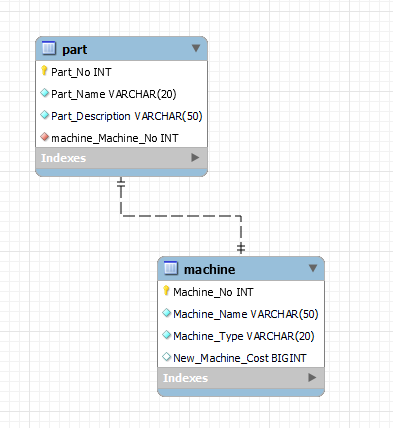 part
Part_No INT
Part_Name VARCHAR(20)
Part_Description VARCHAR(50)
machine_Machine_No INT
Indexes
machine
Machine_No INT
Machine_Name VARCHAR(50)
Machine_Type VARCHAR(20)
New_Machine_Cost BIGINT
Indexes